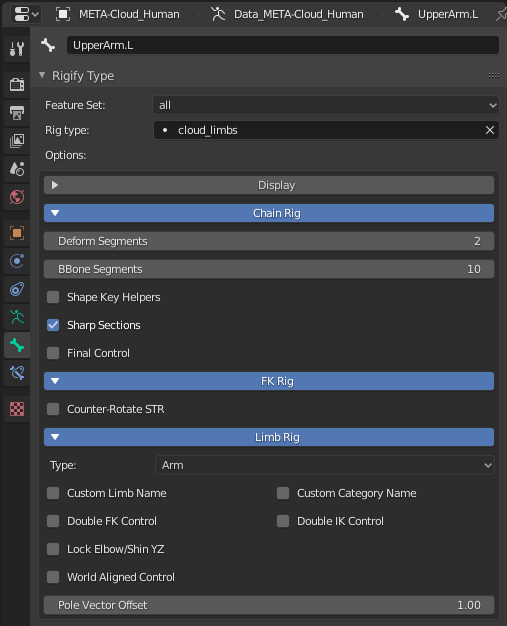 META-Cloud_Human Data_META-Cloud_Human UpperArm.L
UpperArm.L
Rigify Type
Feature Set: all
Rig type: cloud_limbs
Options:
Display
Chain Rig
Deform Segments 2
BBone Segments 10
Shape Key Helpers
Sharp Sections
Final Control
FK Rig
Counter-Rotate STR
Limb Rig
Type: Arm
Custom Limb Name Custom Category Name
Double FK Control Double IK Control
Lock Elbow/Shin YZ
World Aligned Control
Pole Vector Offset 1.00